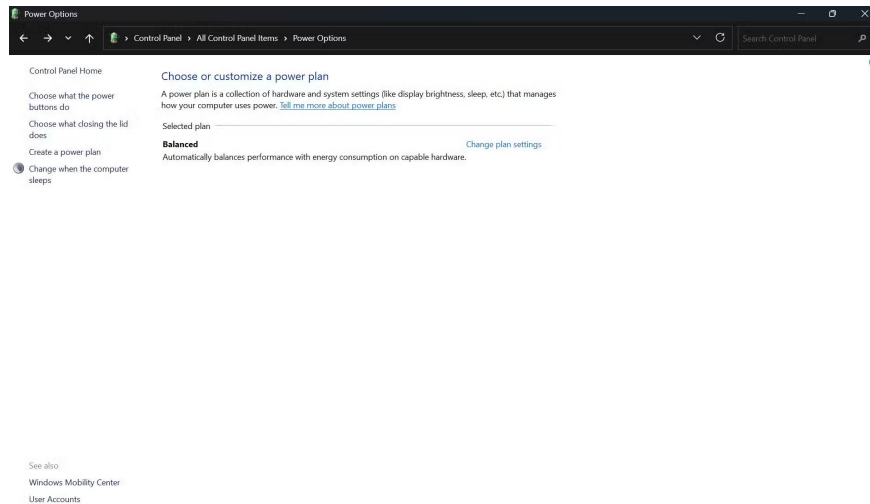 Power Options
Control Panel > All Control Panel Items > Power Options
Search Control Panel
Control Panel Home
Choose what the power
buttons do
Choose what closing the lid
does
Create a power plan
Change when the computer
sleeps
Choose or customize a power plan
A power plan is a collection of hardware and system settings (like display brightness, sleep, etc.) that manages
how your computer uses power. Tell me more about power plans
Selected plan
Balanced
Change plan settings
Automatically balances performance with energy consumption on capable hardware.
See also
Windows Mobility Center
User Accounts